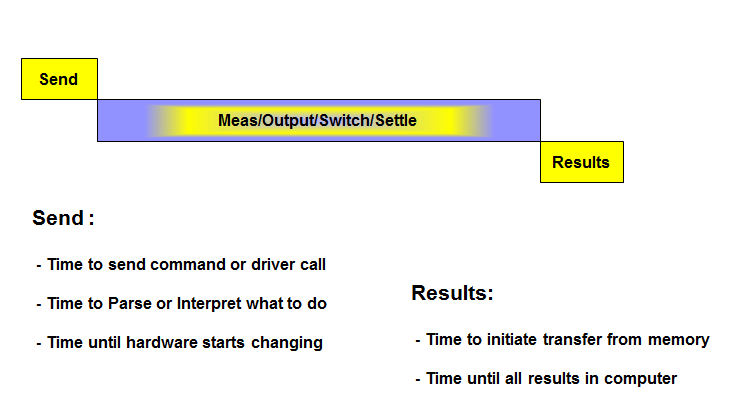 Send
Meas/Output/Switch/Settle
Results
Send :
- Time to send command or driver call
- Time to Parse or Interpret what to do
- Time until hardware starts changing
Results:
- Time to initiate transfer from memory
- Time until all results in computer